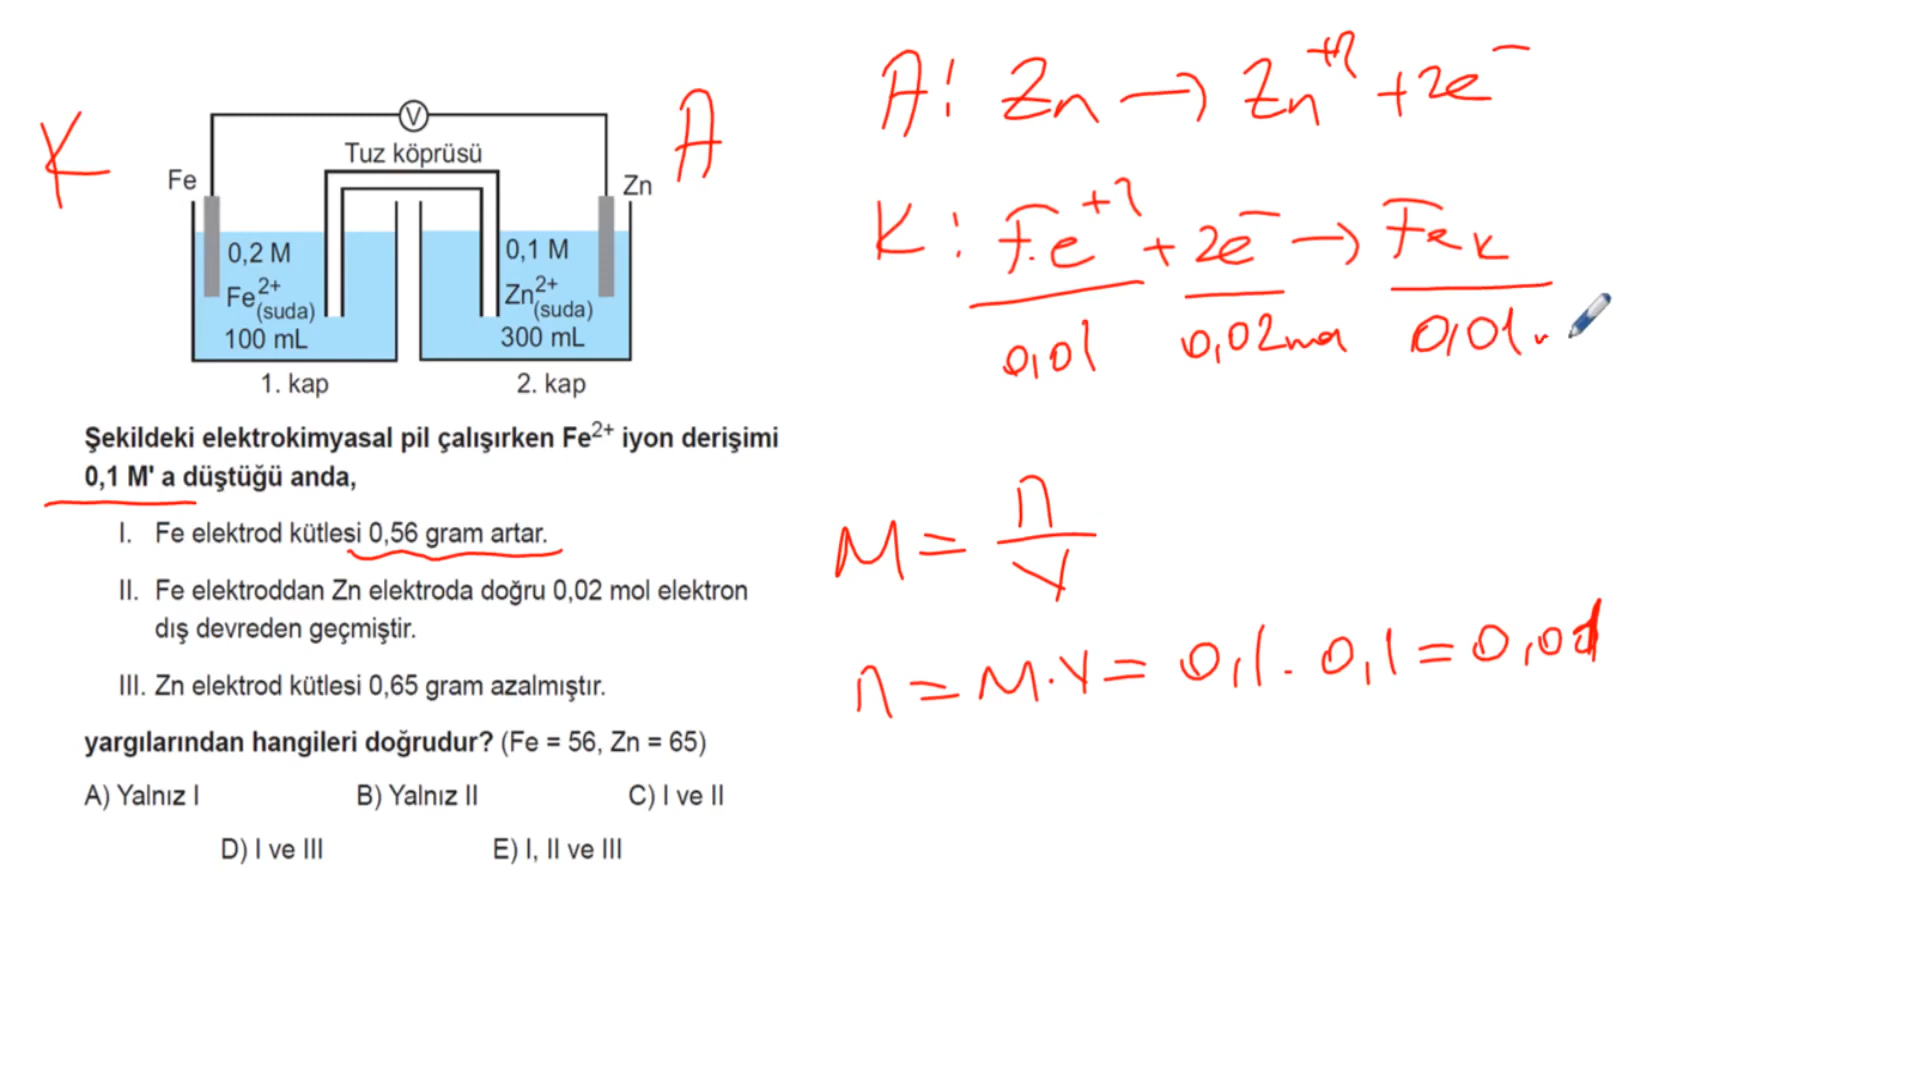 K
V
A
Tuz köprüsü
Fe
Zn
0,2 M
Fe2+(suda)
100 mL
0,1 M
Zn2+(suda)
300 mL
1. kap
2. kap
Şekildeki elektrokimyasal pil çalışırken Fe2+ iyon derişimi
0,1 M' a düştüğü anda,
I. Fe elektrod kütlesi 0,56 gram artar.
II. Fe elektroddan Zn elektroda doğru 0,02 mol elektron
dış devreden geçmiştir.
III. Zn elektrod kütlesi 0,65 gram azalmıştır.
yargılarından hangileri doğrudur? (Fe = 56, Zn = 65)
A) Yalnız I B) Yalnız II C) I ve II
D) I ve III E) I, II ve III
A: Zn → Zn+2 + 2e-
K: Fe+2 + 2e- → Fek
0,01 0,02mol 0,01
M = n/V
n = M.V = 0,1 . 0,1 = 0,01